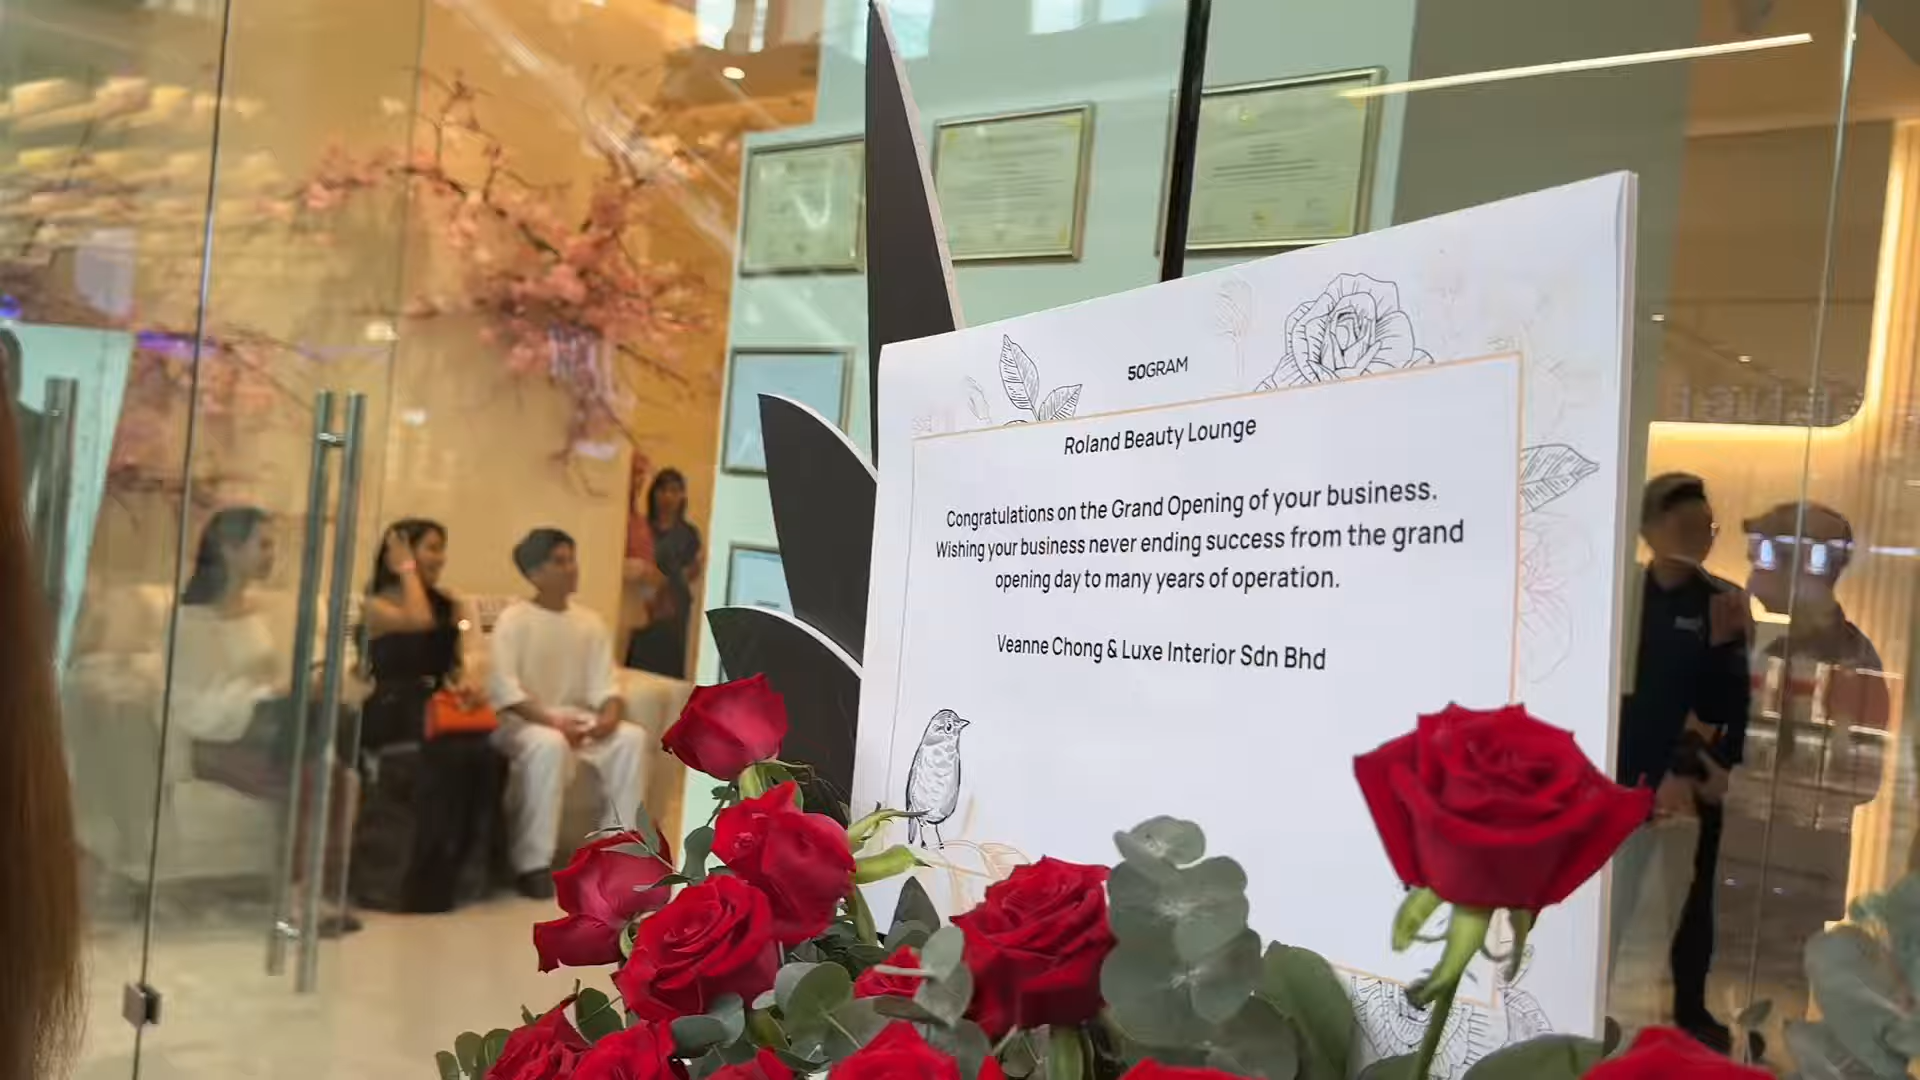 50GRAM
Roland Beauty Lounge
Congratulations on the Grand Opening of your business.
Wishing your business never ending success from the grand
opening day to many years of operation.
Veanne Chong & Luxe Interior Sdn Bhd